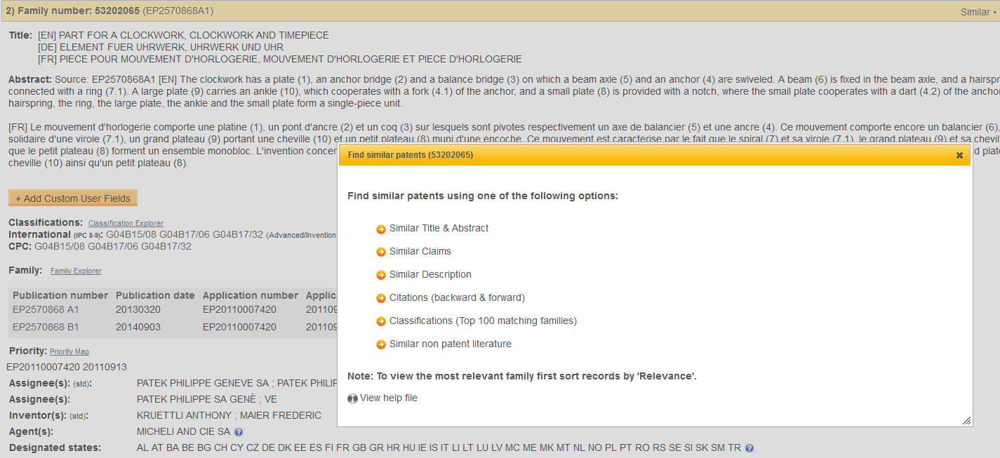 2) Family number: 53202065 (EP2570868A1)
Similar •
Title: [EN] PART FOR A CLOCKWORK, CLOCKWORK AND TIMEPIECE
[DE] ELEMENT FUER UHRWERK, UHRWERK UND UHR
[FR] PIECE POUR MOUVEMENT D'HORLOGERIE, MOUVEMENT D'HORLOGERIE ET PIECE D'HORLOGERIE
Abstract: Source: EP2570868A1 [EN] The clockwork has a plate (1), an anchor bridge (2) and a balance bridge (3) on which a beam axle (5) and an anchor (4) are swiveled. A beam (6) is fixed in the beam axle, and a hairspr
connected with a ring (7.1). A large plate (9) carries an ankle (10), which cooperates with a fork (4.1) of the anchor, and a small plate (8) is provided with a notch, where the small plate cooperates with a dart (4.2) of the anchor
hairspring, the ring, the large plate, the ankle and the small plate form a single-piece unit.
[FR] Le mouvement d'horlogerie comporte une platine (1), un pont d'ancre (2) et un coq (3) sur lesquels sont pivotes respectivement un axe de balancier (5) et une ancre (4). Ce mouvement comporte encore un balancier (6),
solidaire d'une virole (7.1), un grand plateau (9) portant une cheville (10) et un petit plateau (8) muni d'une encoche. Ce mouvement est caracterise par le fait que le spiral (7) et sa virole (7.1), le grand plateau (9) et sa chevill
que le petit plateau (8) forment un ensemble monobloc. L'invention concer
d plate
cheville (10) ainsi qu'un petit plateau (8).
+ Add Custom User Fields
Classifications: Classification Explorer
International (IPC 8-9): G04B15/08 G04B17/06 G04B17/32 (Advanced/Invention
CPC: G04B15/08 G04B17/06 G04B17/32
Family: Family Explorer
Publication number Publication date Application number Applic
EP2570868 A1 20130320 EP20110007420 201109
EP2570868 B1 20140903 EP20110007420 201109
Priority: Priority Map
EP20110007420 20110913
Assignee(s): (std): PATEK PHILIPPE GENEVE SA ; PATEK PHILIP
Assignee(s): PATEK PHILIPPE SA GENÈ ; VE
Inventor(s): (std): KRUETTLI ANTHONY ; MAIER FREDERIC
Agent(s): MICHELI AND CIE SA
Designated states: AL AT BA BE BG CH CY CZ DE DK EE ES FI FR GB GR HR HU IE IS IT LI LT LU LV MC ME MK MT NL NO PL PT RO RS SE SI SK SM TR
Find similar patents (53202065)
Find similar patents using one of the following options:
Similar Title & Abstract
Similar Claims
Similar Description
Citations (backward & forward)
Classifications (Top 100 matching families)
Similar non patent literature
Note: To view the most relevant family first sort records by 'Relevance'.
View help file